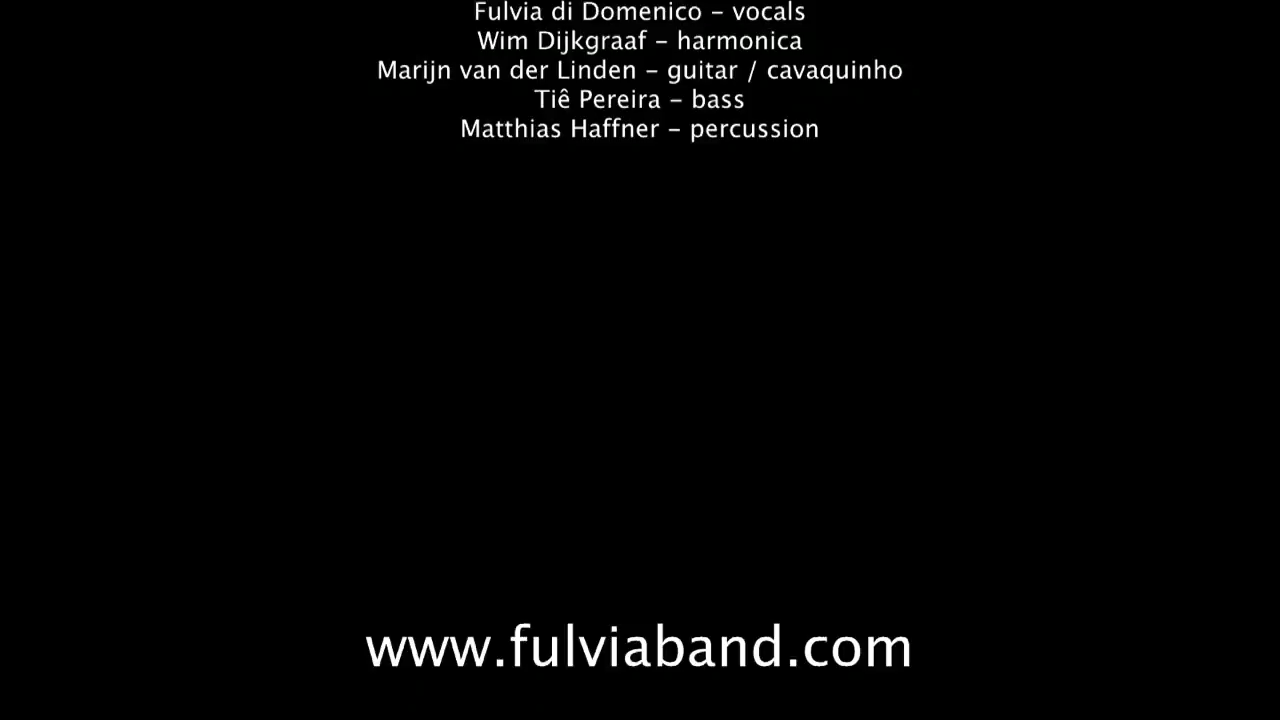 Fulvia di Domenico – vocals
Wim Dijkgraaf – harmonica
Marijn van der Linden – guitar / cavaquinho
Tiê Pereira – bass
Matthias Haffner – percussion
www.fulviaband.com